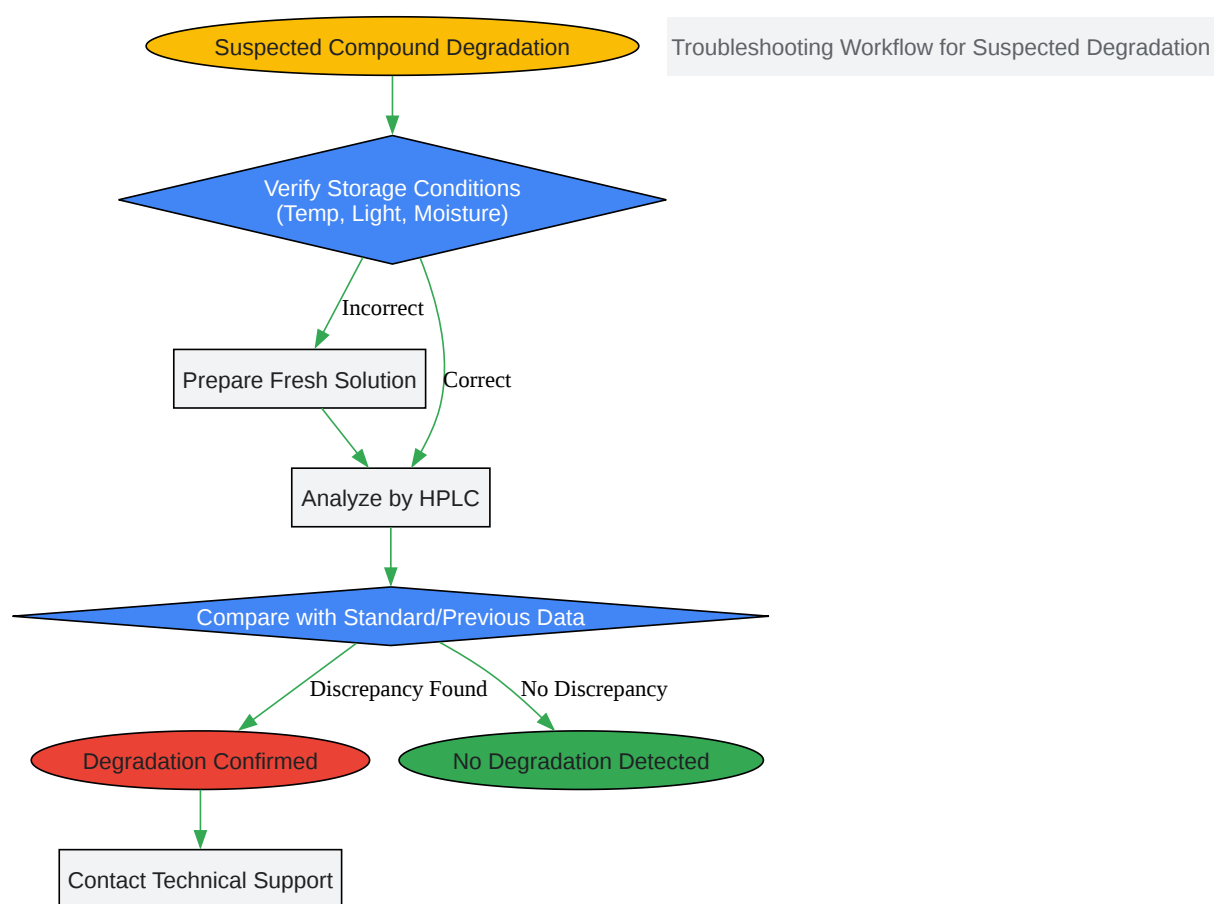 Suspected Compound Degradation
Troubleshooting Workflow for Suspected Degradation
Verify Storage Conditions
(Temp, Light, Moisture)
Incorrect
Prepare Fresh Solution
Correct
Analyze by HPLC
Compare with Standard/Previous Data
Discrepancy Found
No Discrepancy
Degradation Confirmed
No Degradation Detected
Contact Technical Support